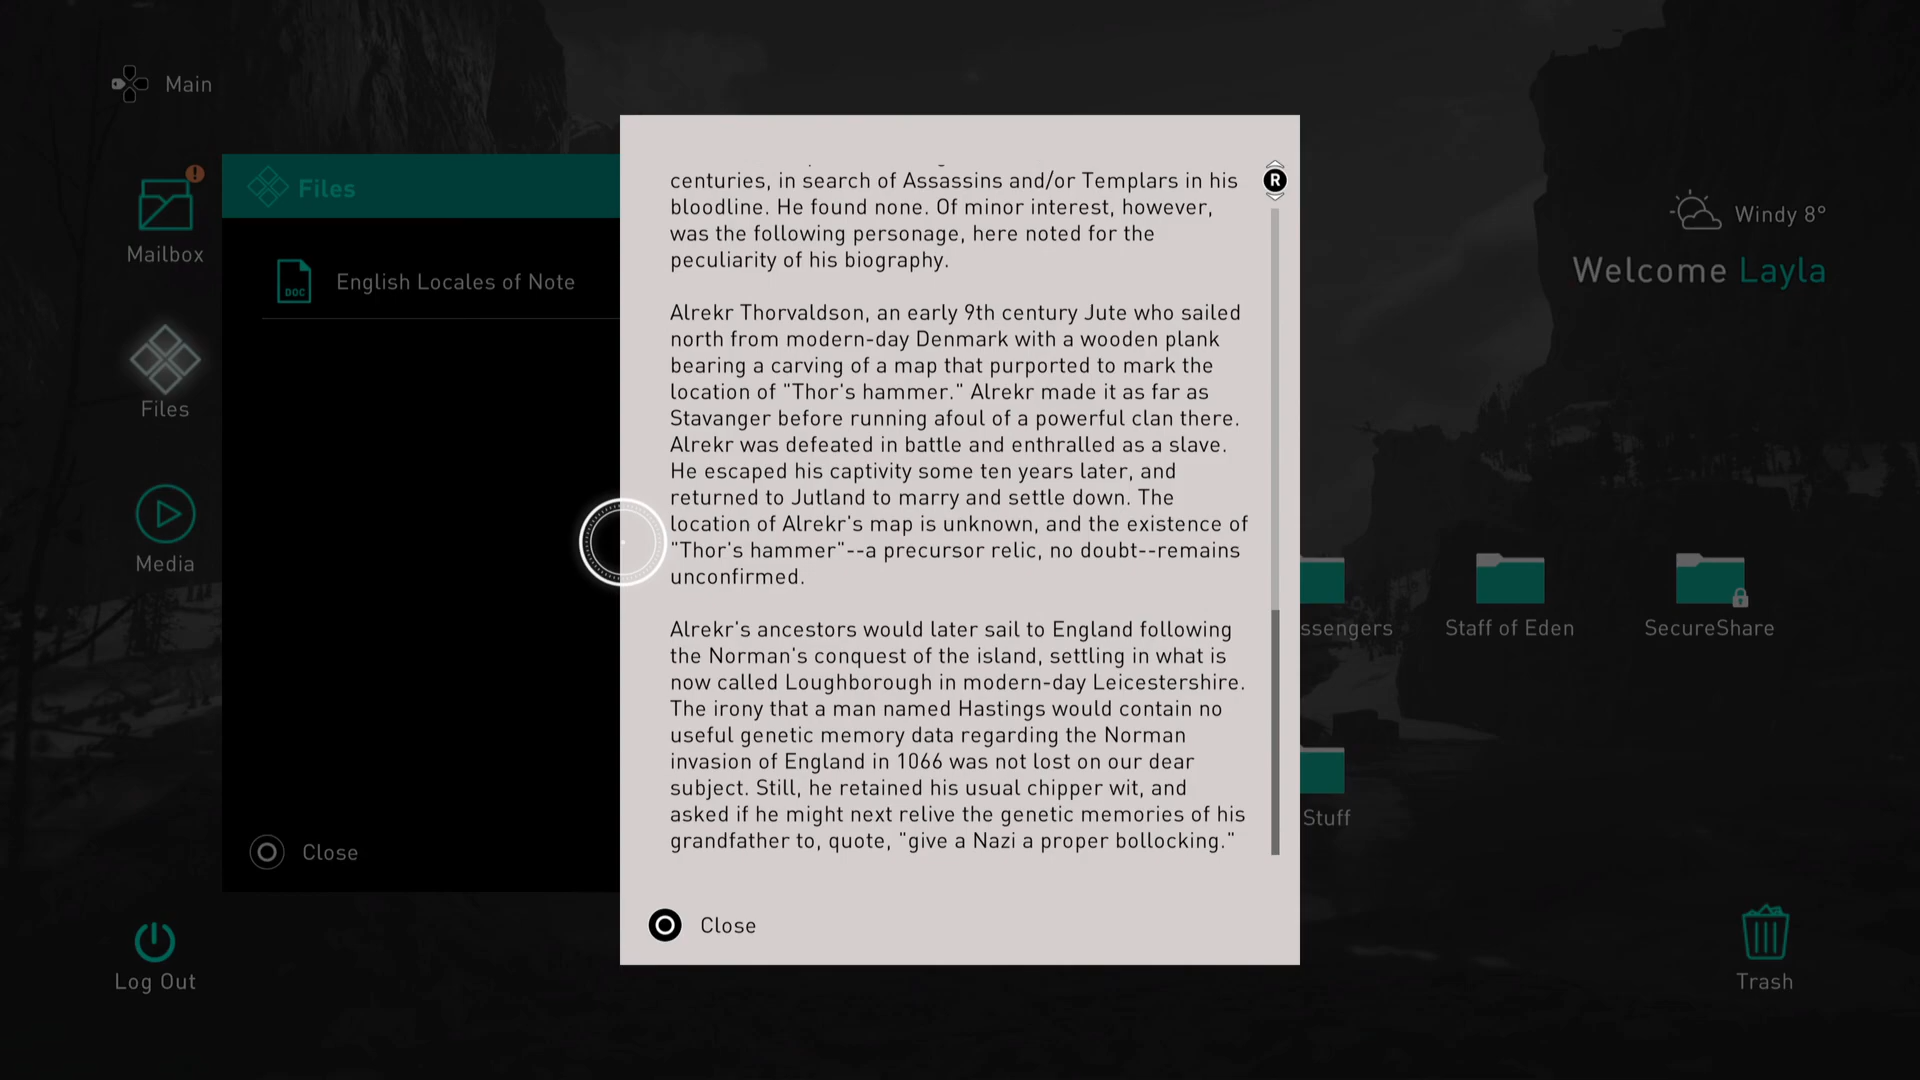 Main
Mailbox
Files
Media
Log Out
Files
DOC
English Locales of Note
Close
centuries, in search of Assassins and/or Templars in his
bloodline. He found none. Of minor interest, however,
was the following personage, here noted for the
peculiarity of his biography.
Alrekr Thorvaldson, an early 9th century Jute who sailed
north from modern-day Denmark with a wooden plank
bearing a carving of a map that purported to mark the
location of "Thor's hammer." Alrekr made it as far as
Stavanger before running afoul of a powerful clan there.
Alrekr was defeated in battle and enthralled as a slave.
He escaped his captivity some ten years later, and
returned to Jutland to marry and settle down. The
location of Alrekr's map is unknown, and the existence of
"Thor's hammer"--a precursor relic, no doubt--remains
unconfirmed.
Alrekr's ancestors would later sail to England following
the Norman's conquest of the island, settling in what is
now called Loughborough in modern-day Leicestershire.
The irony that a man named Hastings would contain no
useful genetic memory data regarding the Norman
invasion of England in 1066 was not lost on our dear
subject. Still, he retained his usual chipper wit, and
asked if he might next relive the genetic memories of his
grandfather to, quote, "give a Nazi a proper bollocking."
R
Close
Windy 8°
Welcome Layla
ssengers
Staff of Eden
SecureShare
Stuff
Trash